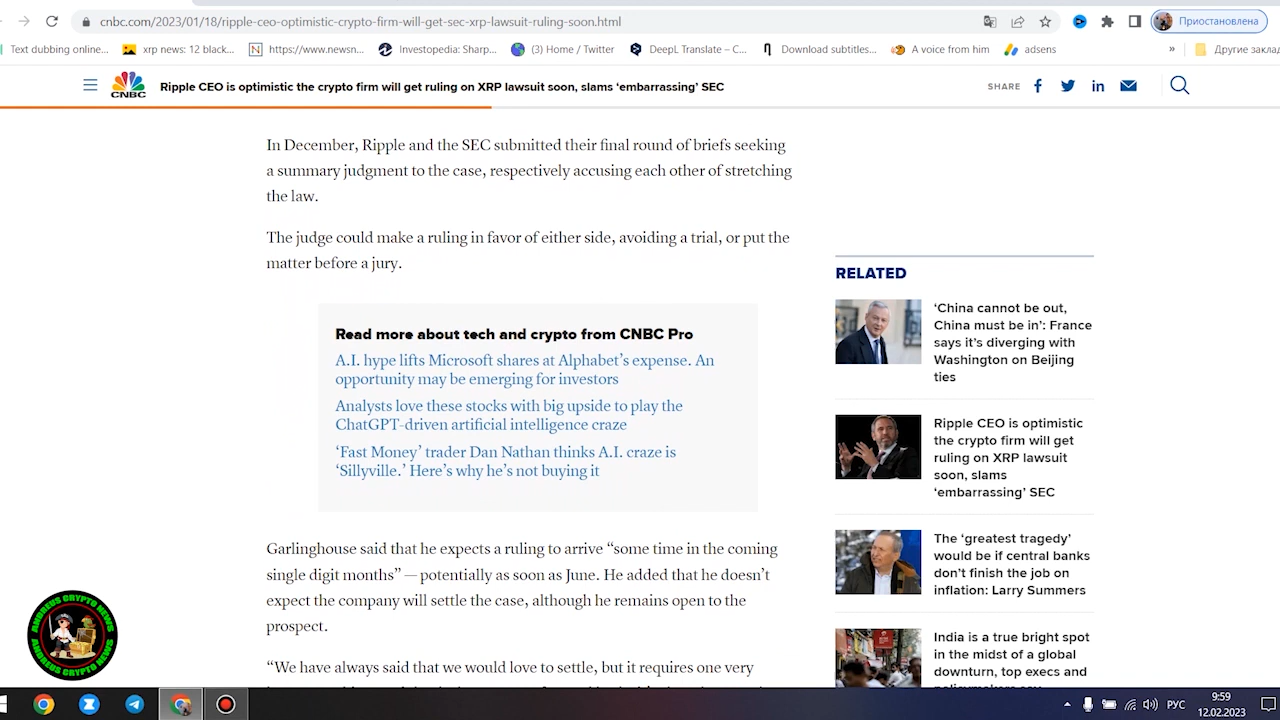 cnbc.com/2023/01/18/ripple-ceo-optimistic-crypto-firm-will-get-sec-xrp-lawsuit-ruling-soon.html
Приостановлена
Text dubbing online...
xrp news: 12 black...
https://www.newsn...
Investopedia: Sharp...
(3) Home / Twitter
DeepL Translate – C...
Download subtitles...
A voice from him
adsens
»
Другие закла
CNBC
Ripple CEO is optimistic the crypto firm will get ruling on XRP lawsuit soon, slams ‘embarrassing’ SEC
SHARE
In December, Ripple and the SEC submitted their final round of briefs seeking
a summary judgment to the case, respectively accusing each other of stretching
the law.
The judge could make a ruling in favor of either side, avoiding a trial, or put the
matter before a jury.
Read more about tech and crypto from CNBC Pro
A.I. hype lifts Microsoft shares at Alphabet’s expense. An
opportunity may be emerging for investors
Analysts love these stocks with big upside to play the
ChatGPT-driven artificial intelligence craze
‘Fast Money’ trader Dan Nathan thinks A.I. craze is
‘Sillyville.’ Here’s why he’s not buying it
Garlinghouse said that he expects a ruling to arrive “some time in the coming
single digit months” — potentially as soon as June. He added that he doesn’t
expect the company will settle the case, although he remains open to the
prospect.
“We have always said that we would love to settle, but it requires one very
RELATED
‘China cannot be out,
China must be in’: France
says it’s diverging with
Washington on Beijing
ties
Ripple CEO is optimistic
the crypto firm will get
ruling on XRP lawsuit
soon, slams
‘embarrassing’ SEC
The ‘greatest tragedy’
would be if central banks
don’t finish the job on
inflation: Larry Summers
India is a true bright spot
in the midst of a global
downturn, top execs and
ANDREUS CRYPTO NEWS
ANDREUS CRYPTO NEWS
РУС
9:59
12.02.2023